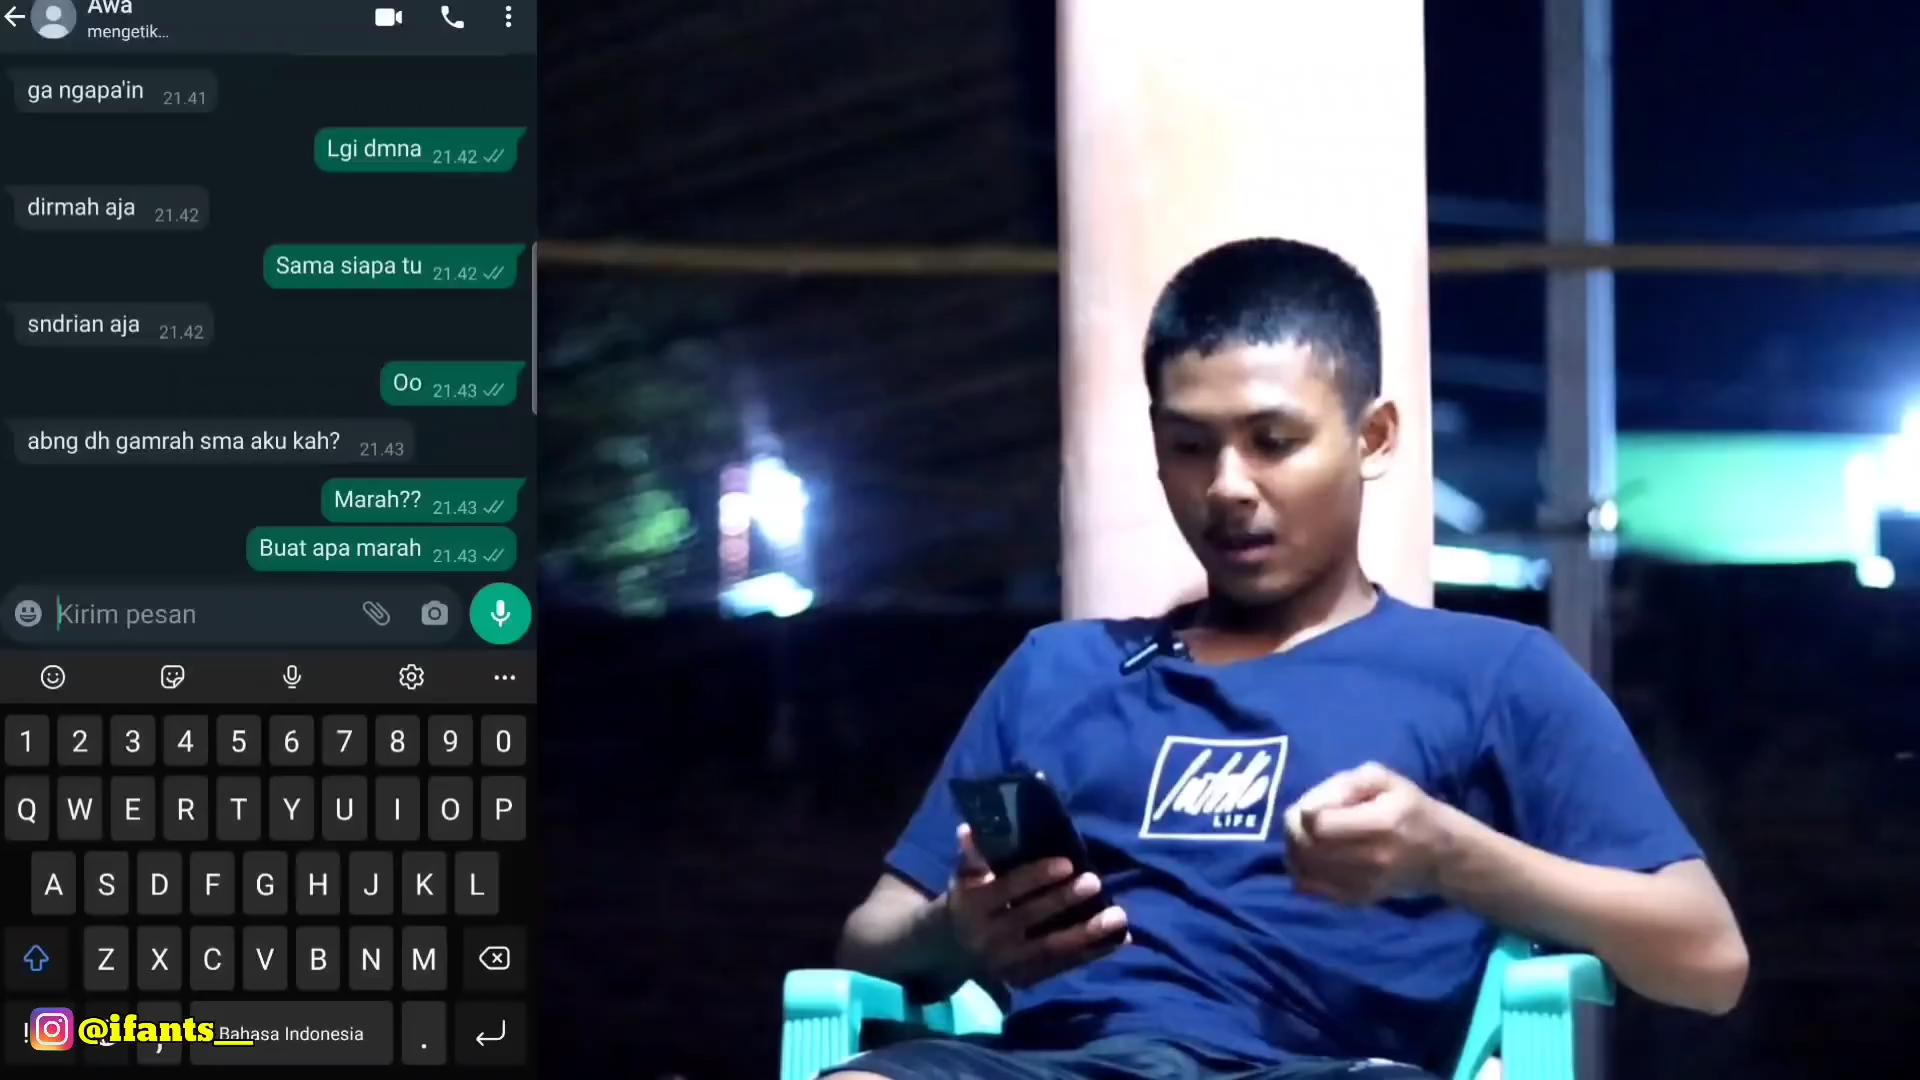 Awa
mengetik...
ga ngapa'in 21.41
Lgi dmna 21.42
dirmah aja 21.42
Sama siapa tu 21.42
sndrian aja 21.42
Oo 21.43
abng dh gamrah sma aku kah? 21.43
Marah?? 21.43
Buat apa marah 21.43
Kirim pesan
1 2 3 4 5 6 7 8 9 0
Q W E R T Y U I O P
A S D F G H J K L
Z X C V B N M
@ifants__
Bahasa Indonesia
.
LIFE